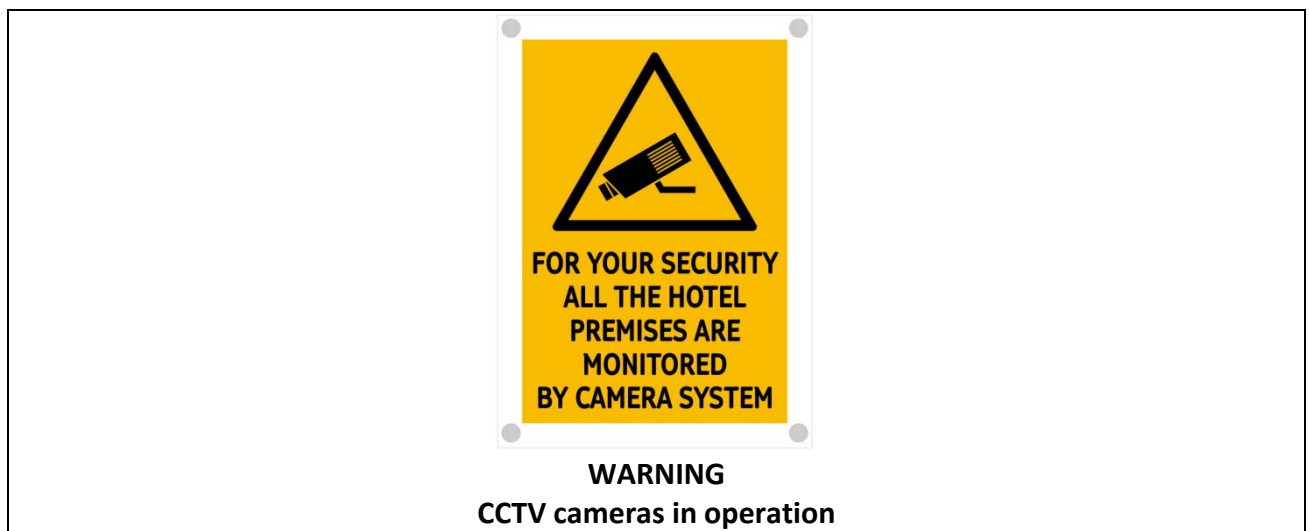 FOR YOUR SECURITY
ALL THE HOTEL
PREMISES ARE
MONITORED
BY CAMERA SYSTEM
WARNING
CCTV cameras in operation